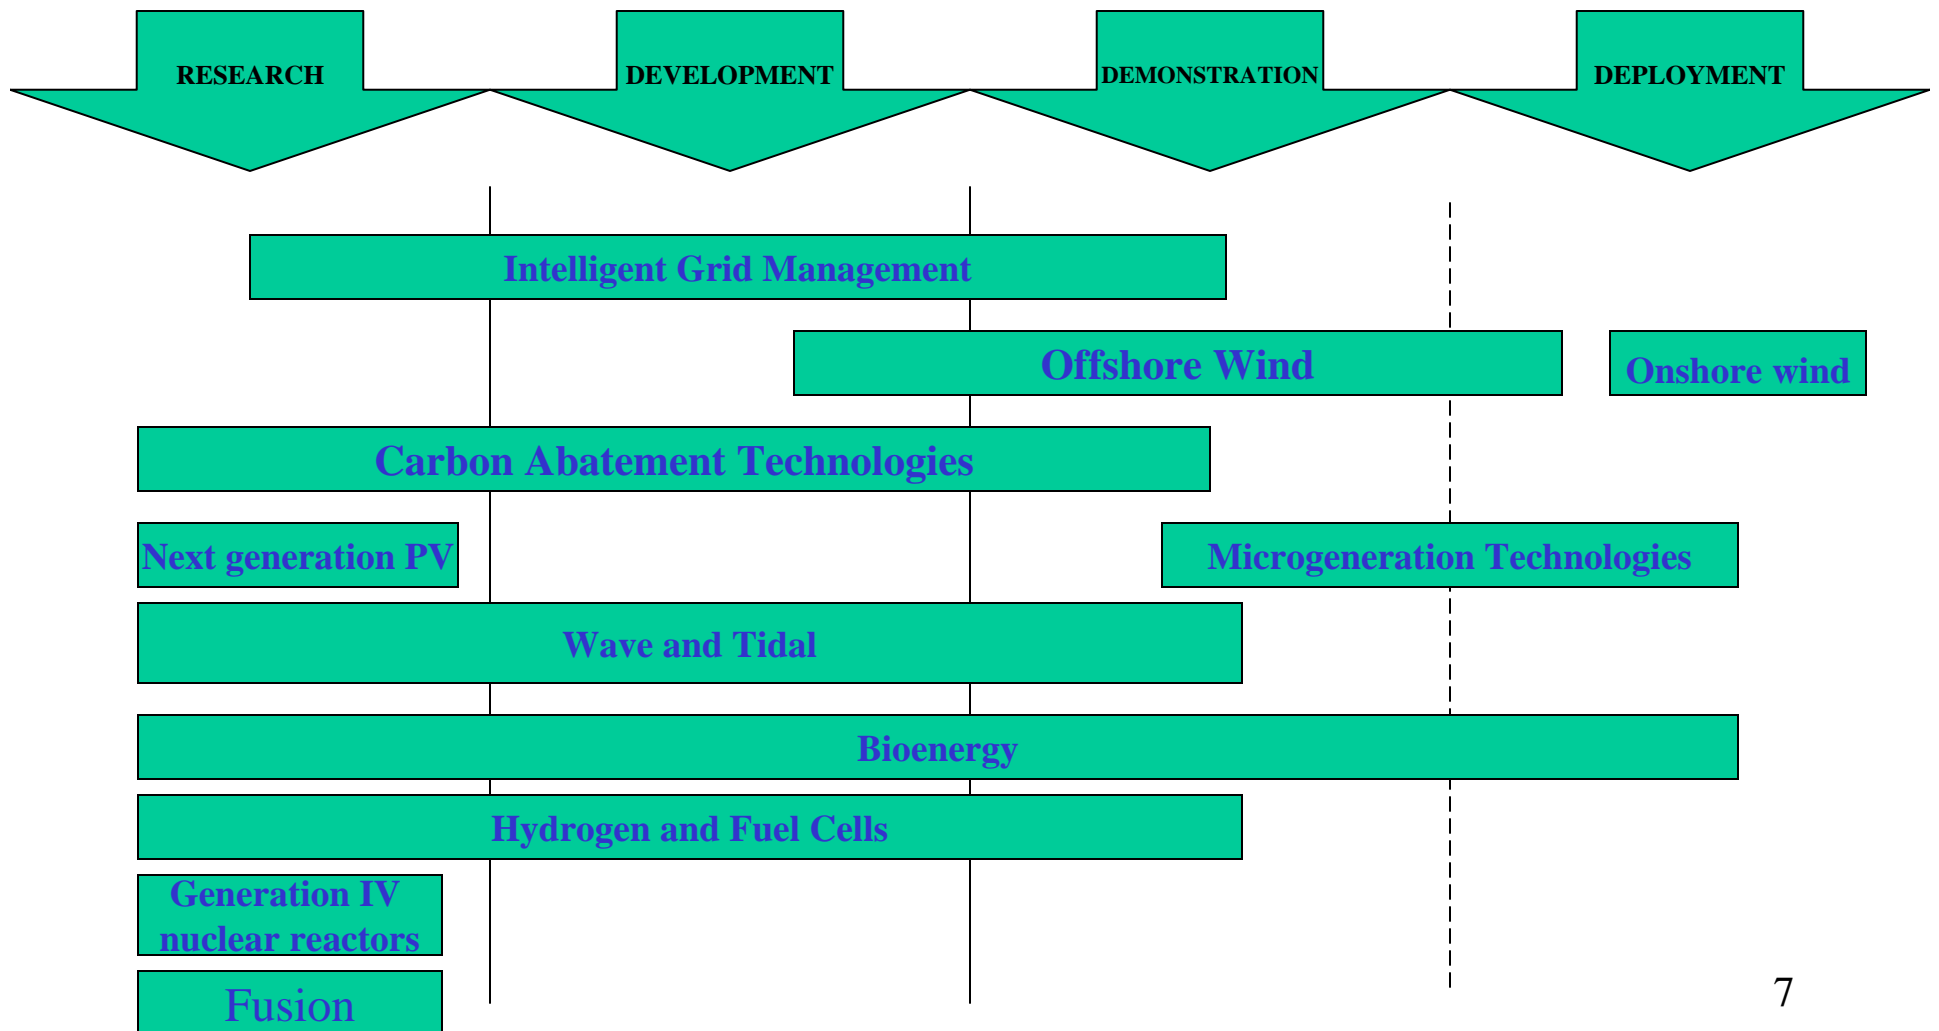 RESEARCH
DEVELOPMENT
DEMONSTRATION
DEPLOYMENT
Intelligent Grid Management
Offshore Wind
Onshore wind
Carbon Abatement Technologies
Next generation PV
Microgeneration Technologies
Wave and Tidal
Bioenergy
Hydrogen and Fuel Cells
Generation IV
nuclear reactors
Fusion
7